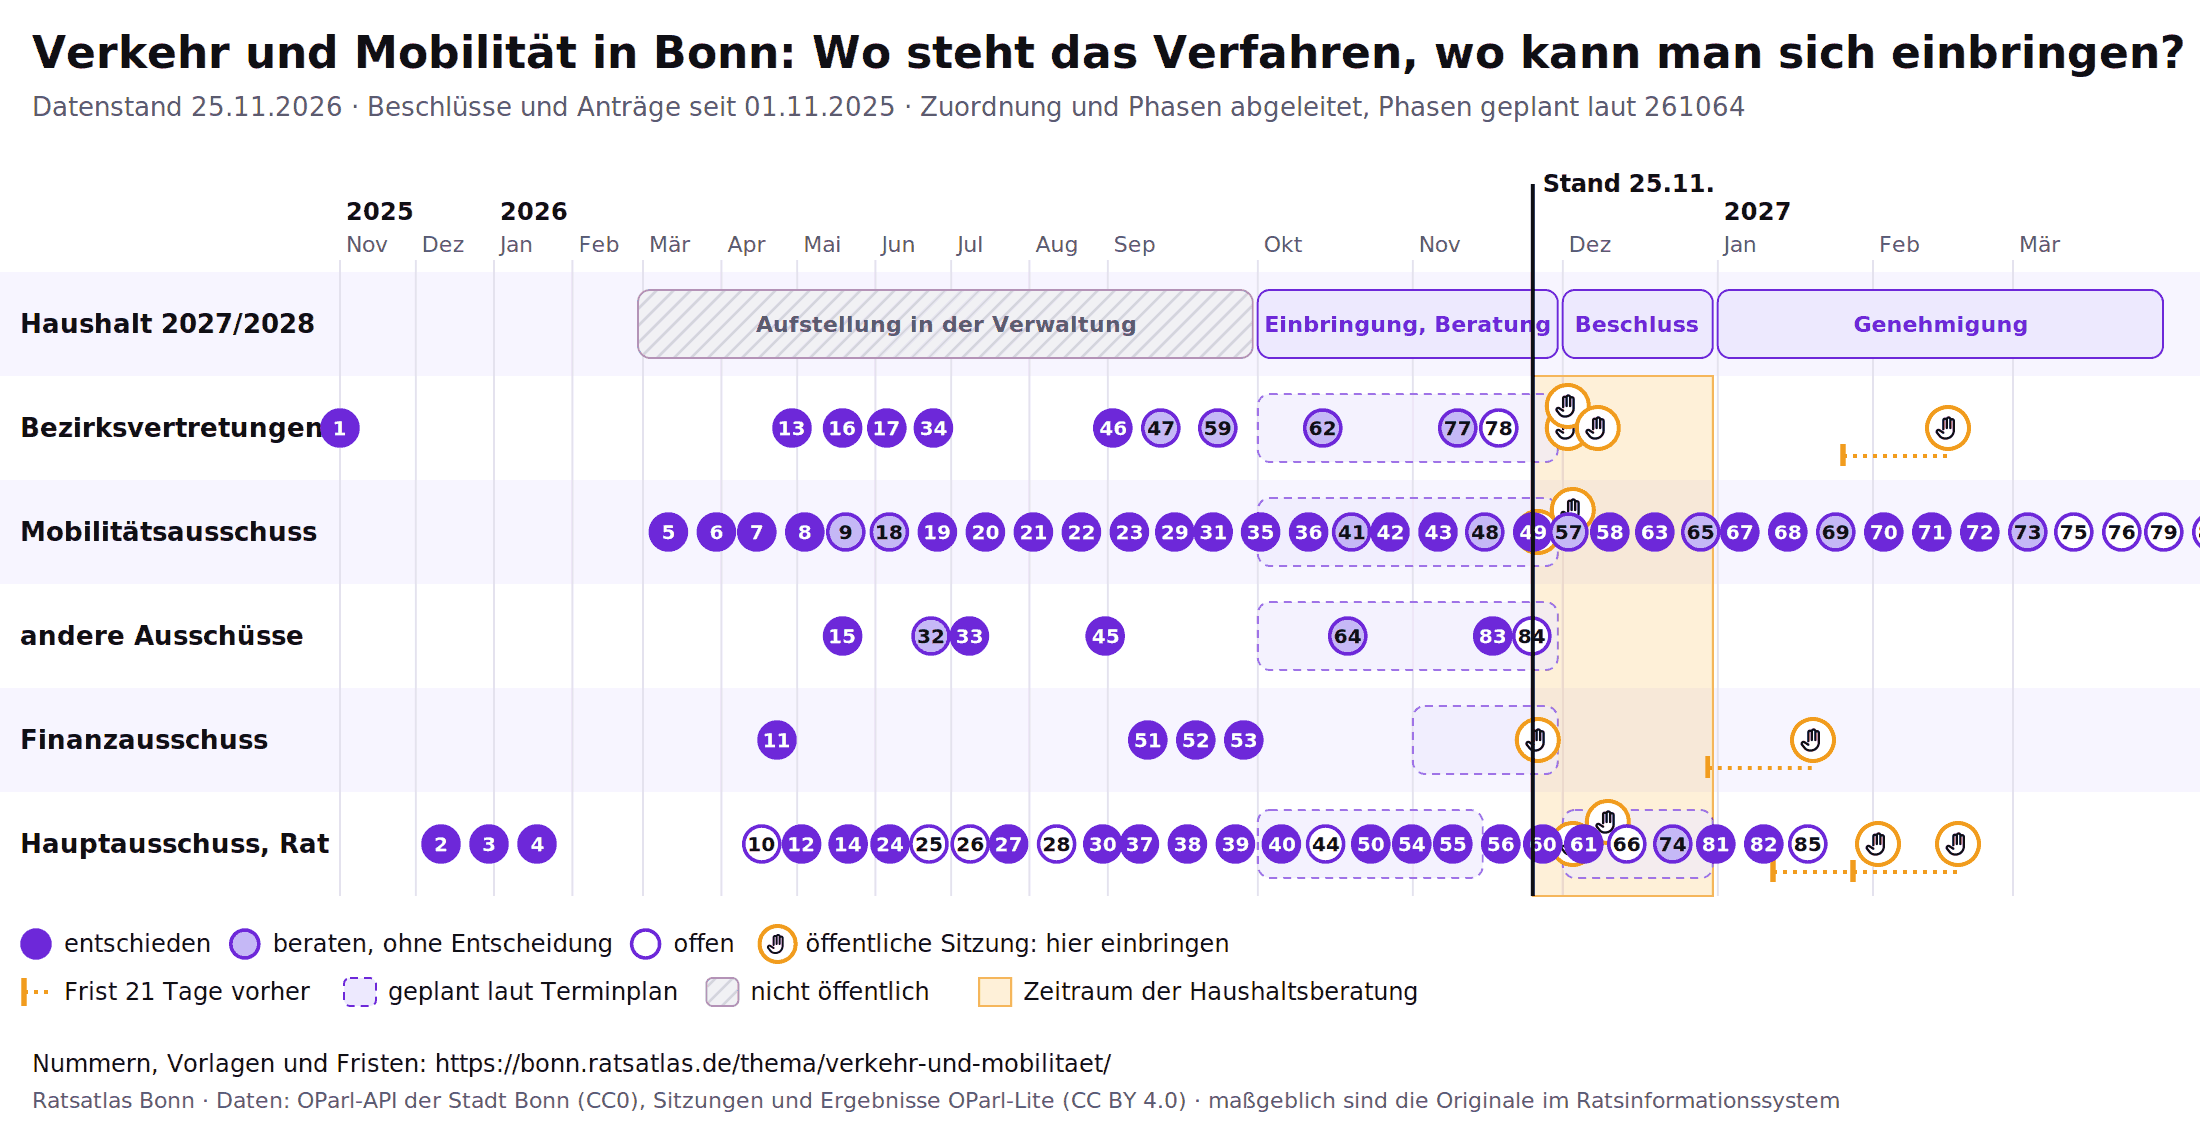 Verkehr und Mobilität in Bonn: Wo steht das Verfahren, wo kann man sich einbringen?
Datenstand 25.11.2026 · Beschlüsse und Anträge seit 01.11.2025 · Zuordnung und Phasen abgeleitet, Phasen geplant laut 261064
Stand 25.11.
2025 2026 2027
Nov Dez Jan Feb Mär Apr Mai Jun Jul Aug Sep Okt Nov Dez Jan Feb Mär
Haushalt 2027/2028 Aufstellung in der Verwaltung Einbringung, Beratung Beschluss Genehmigung
Bezirksvertretungen 1 13 16 17 34 46 47 59 62 77 78
Mobilitätsausschuss 5 6 7 8 9 18 19 20 21 22 23 29 31 35 36 41 42 43 48 49 57 58 63 65 67 68 69 70 71 72 73 75 76 79
andere Ausschüsse 15 32 33 45 64 83 84
Finanzausschuss 11 51 52 53
Hauptausschuss, Rat 2 3 4 10 12 14 24 25 26 27 28 30 37 38 39 40 44 50 54 55 56 60 61 66 74 81 82 85
entschieden beraten, ohne Entscheidung offen öffentliche Sitzung: hier einbringen
Frist 21 Tage vorher geplant laut Terminplan nicht öffentlich Zeitraum der Haushaltsberatung
Nummern, Vorlagen und Fristen: https://bonn.ratsatlas.de/thema/verkehr-und-mobilitaet/
Ratsatlas Bonn · Daten: OParl-API der Stadt Bonn (CC0), Sitzungen und Ergebnisse OParl-Lite (CC BY 4.0) · maßgeblich sind die Originale im Ratsinformationssystem